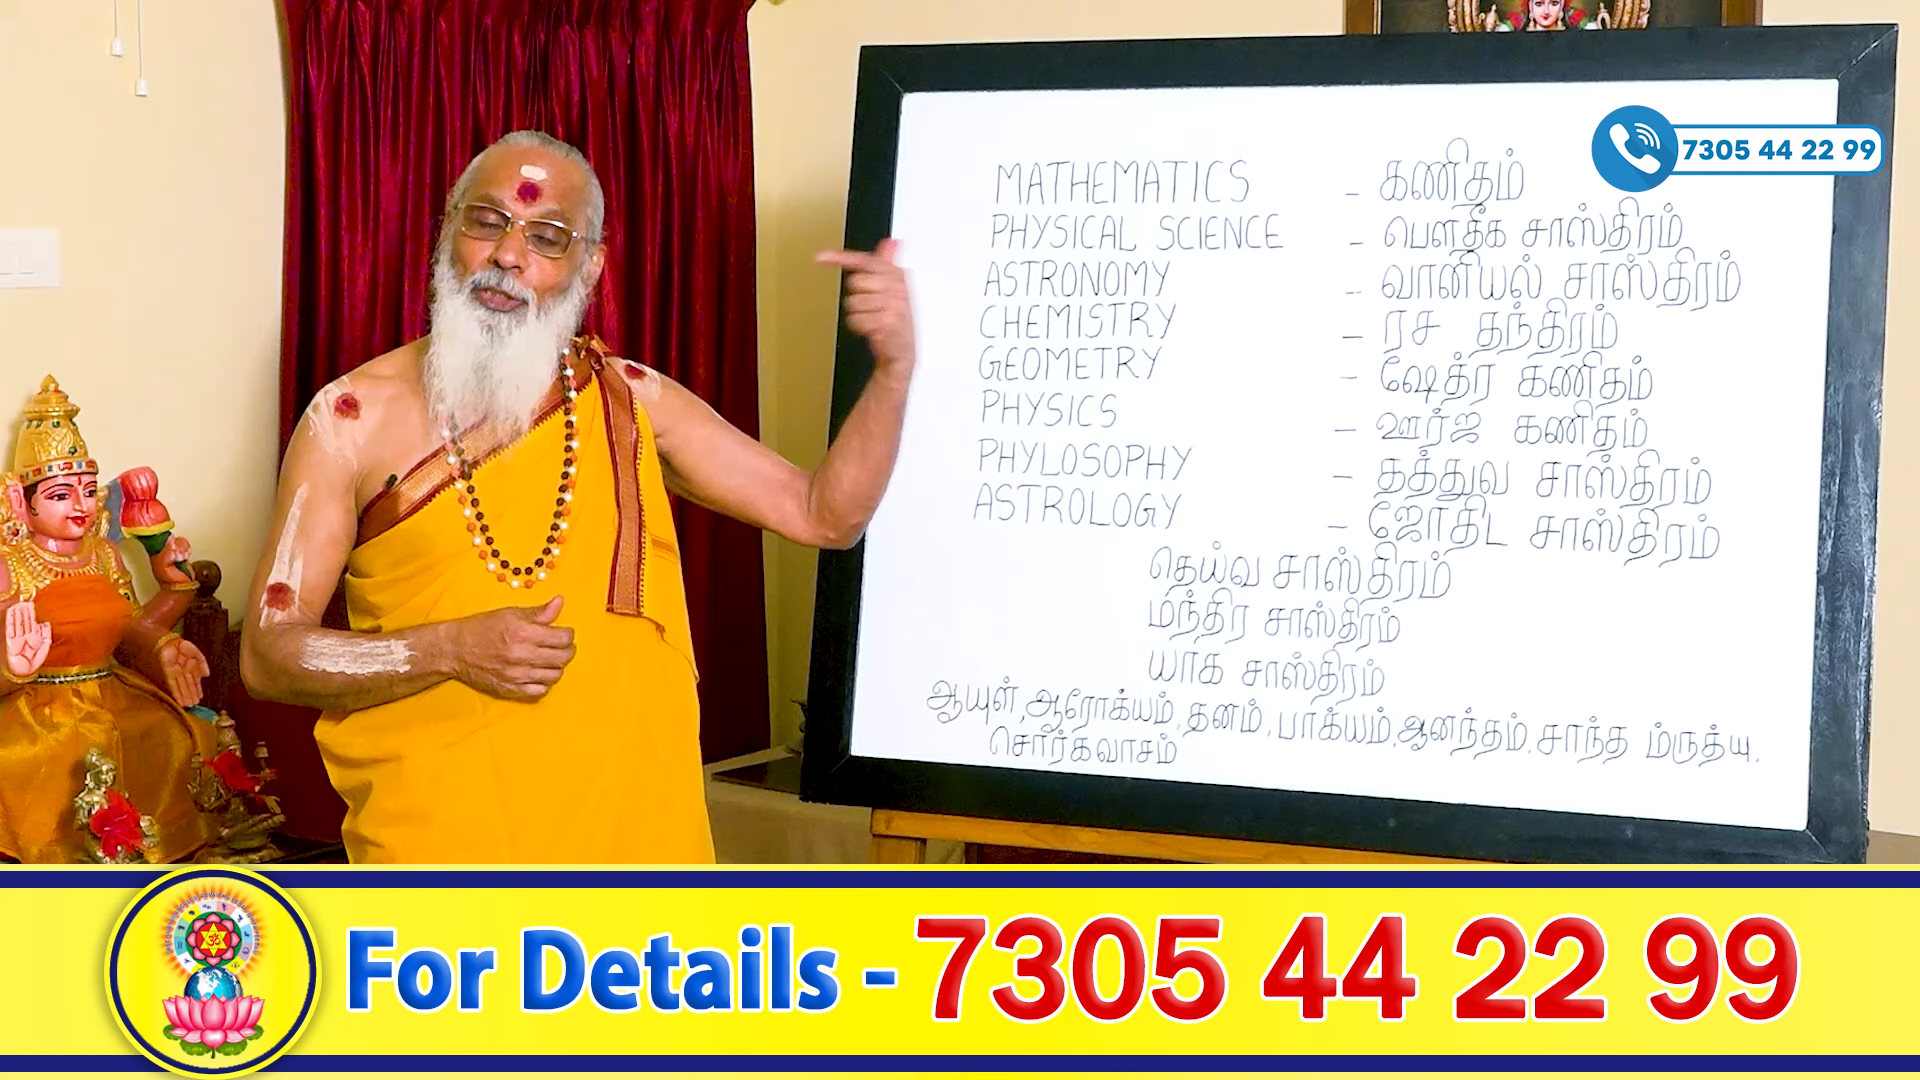 7305 44 22 99
MATHEMATICS - கணிதம்
PHYSICAL SCIENCE - பௌதீக சாஸ்திரம்
ASTRONOMY - வானியல் சாஸ்திரம்
CHEMISTRY - ரச தந்திரம்
GEOMETRY - ஷேத்ர கணிதம்
PHYSICS - ஊர்ஜ கணிதம்
PHYLOSOPHY - தத்துவ சாஸ்திரம்
ASTROLOGY - ஜோதிட சாஸ்திரம்
தெய்வ சாஸ்திரம்
மந்திர சாஸ்திரம்
யாக சாஸ்திரம்
ஆயுள், ஆரோக்யம், தனம், பாக்யம், ஆனந்தம், சாந்த ம்ருத்யு,
சொர்கவாசம்
For Details - 7305 44 22 99